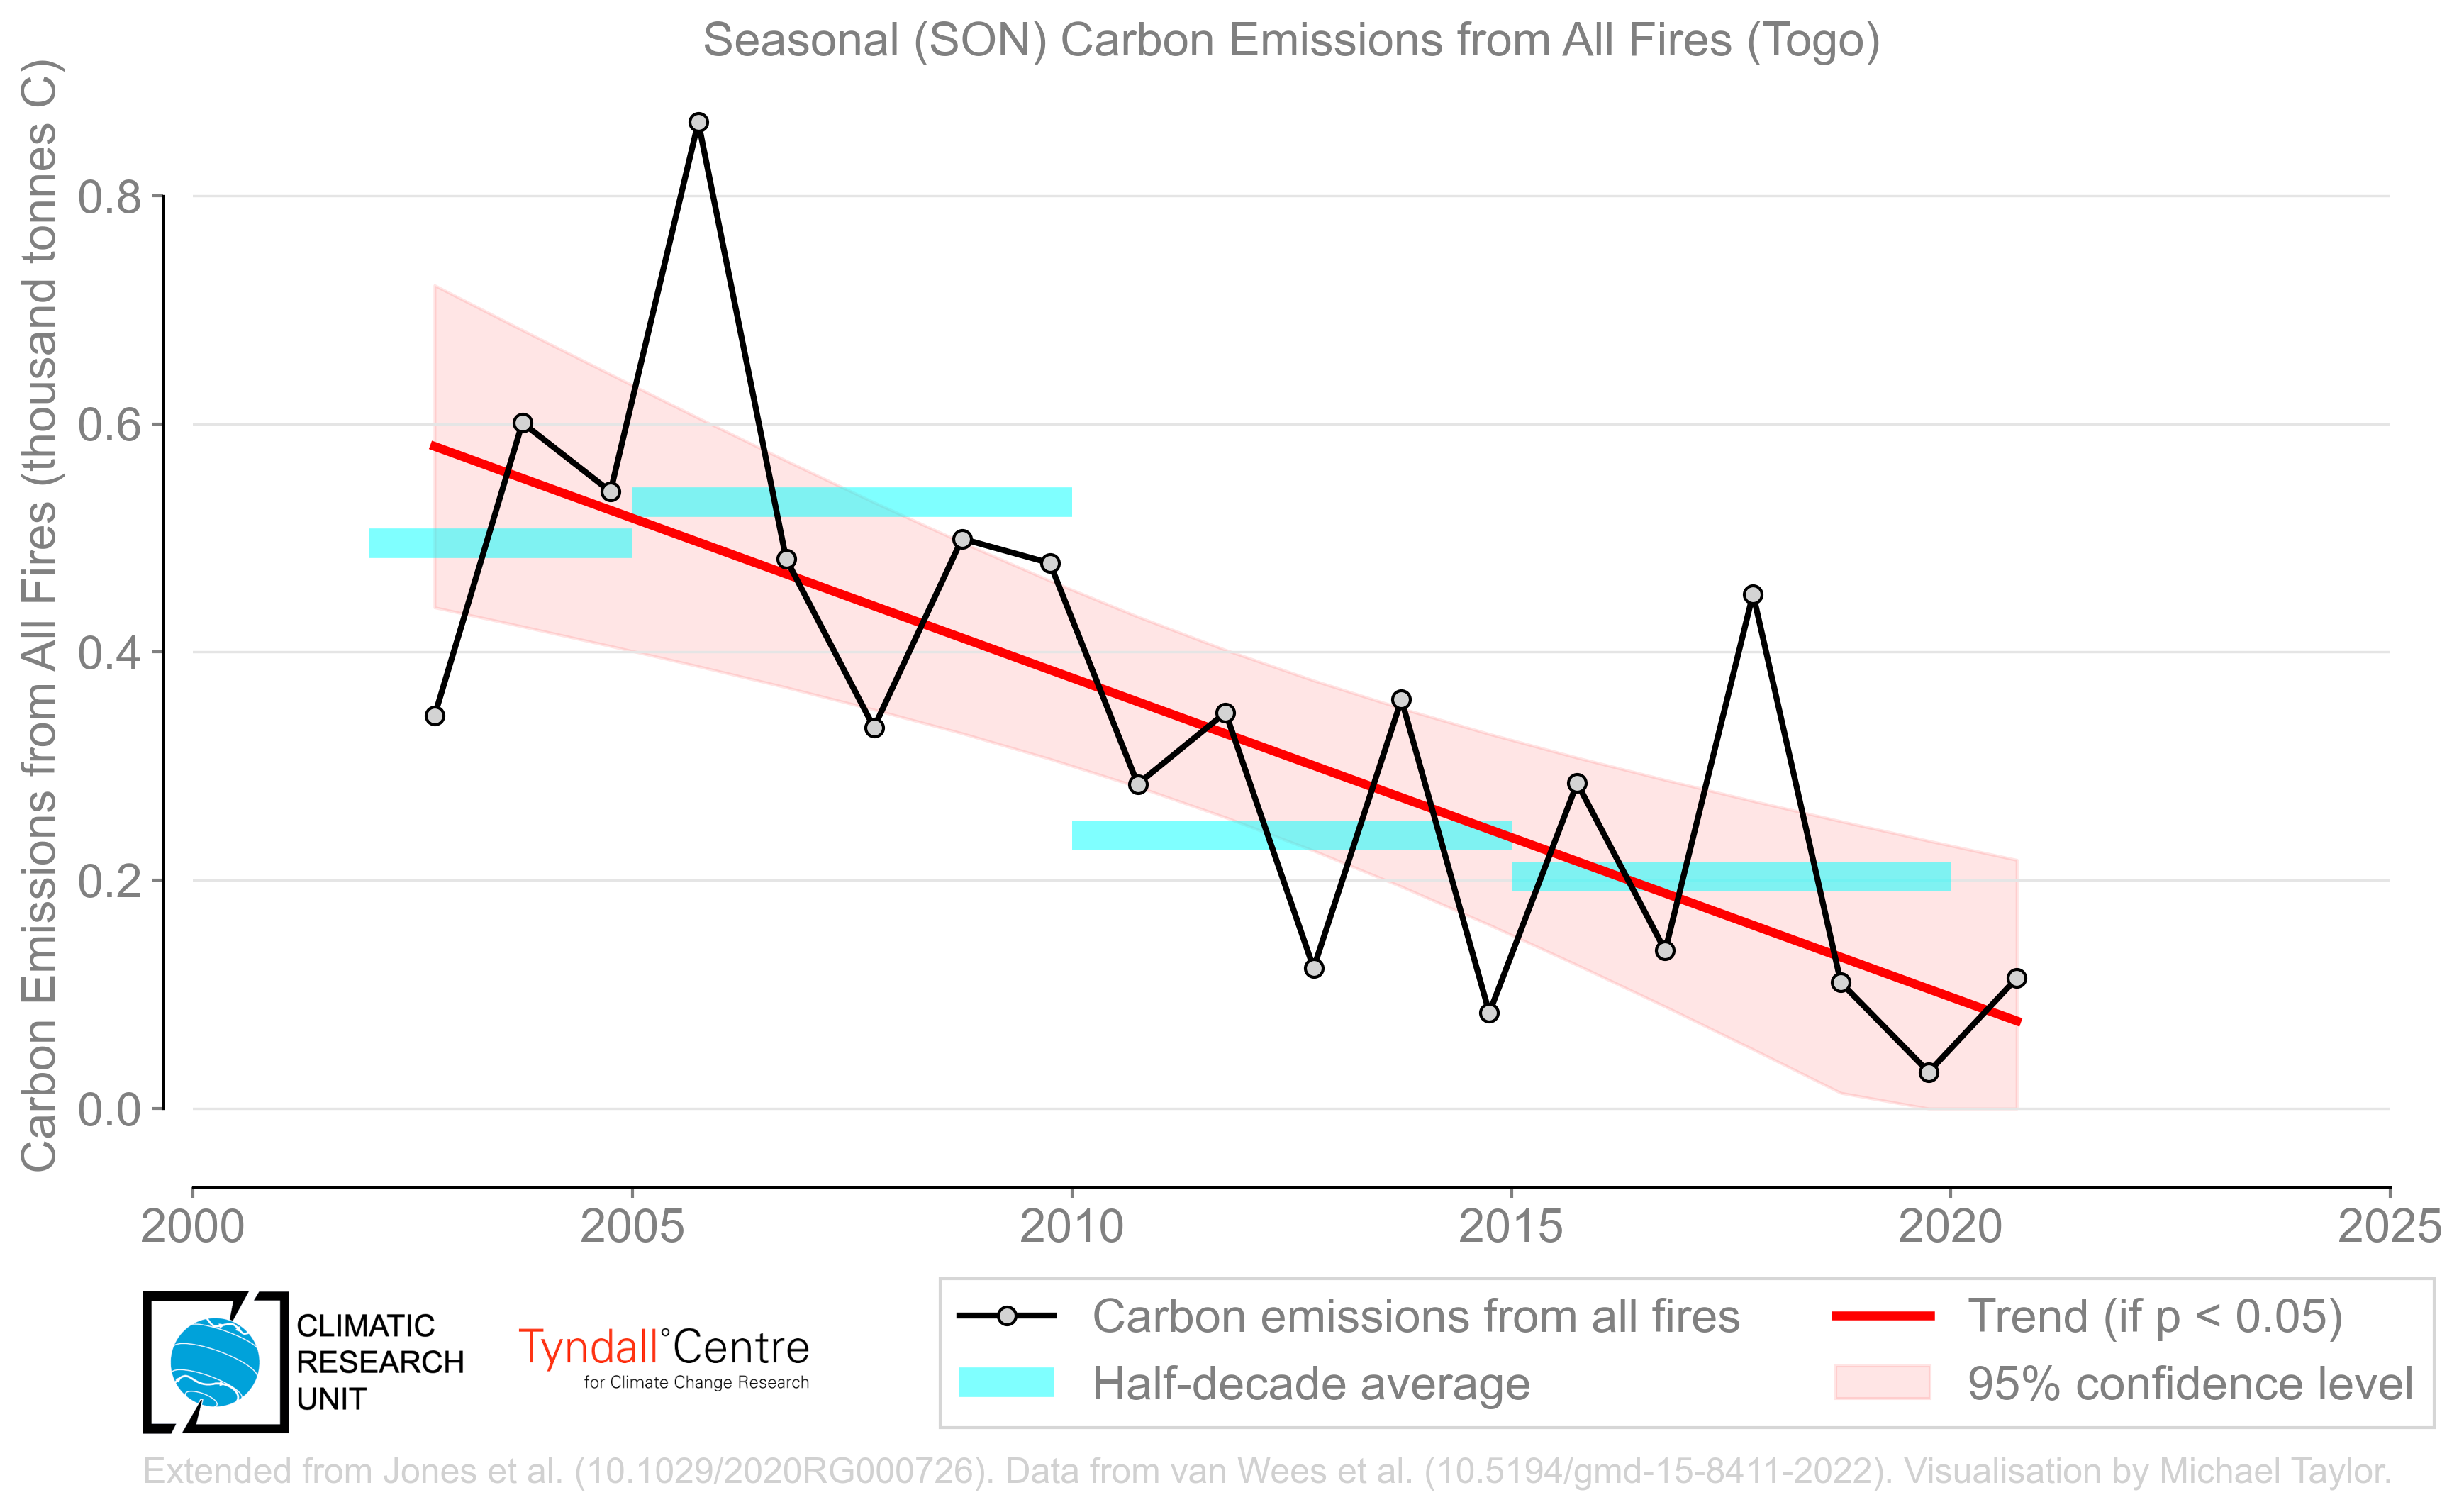 Seasonal (SON) Carbon Emissions from All Fires (Togo)
Carbon Emissions from All Fires (thousand tonnes C)
0.8
0.6
0.4
0.2
0.0
2000
2005
2010
2015
2020
2025
CLIMATIC
RESEARCH
UNIT
Tyndall°Centre
for Climate Change Research
Carbon emissions from all fires
Half-decade average
Trend (if p < 0.05)
95% confidence level
Extended from Jones et al. (10.1029/2020RG000726). Data from van Wees et al. (10.5194/gmd-15-8411-2022). Visualisation by Michael Taylor.